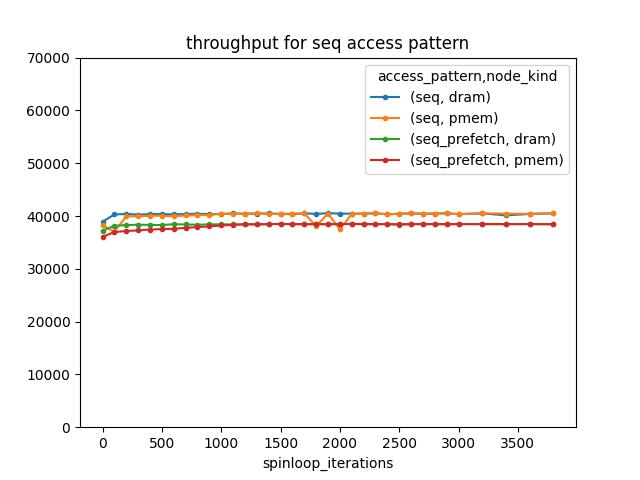 throughput for seq access pattern
70000
60000
50000
40000
30000
20000
10000
0
access_pattern,node_kind
(seq, dram)
(seq, pmem)
(seq_prefetch, dram)
(seq_prefetch, pmem)
0 500 1000 1500 2000 2500 3000 3500
spinloop_iterations